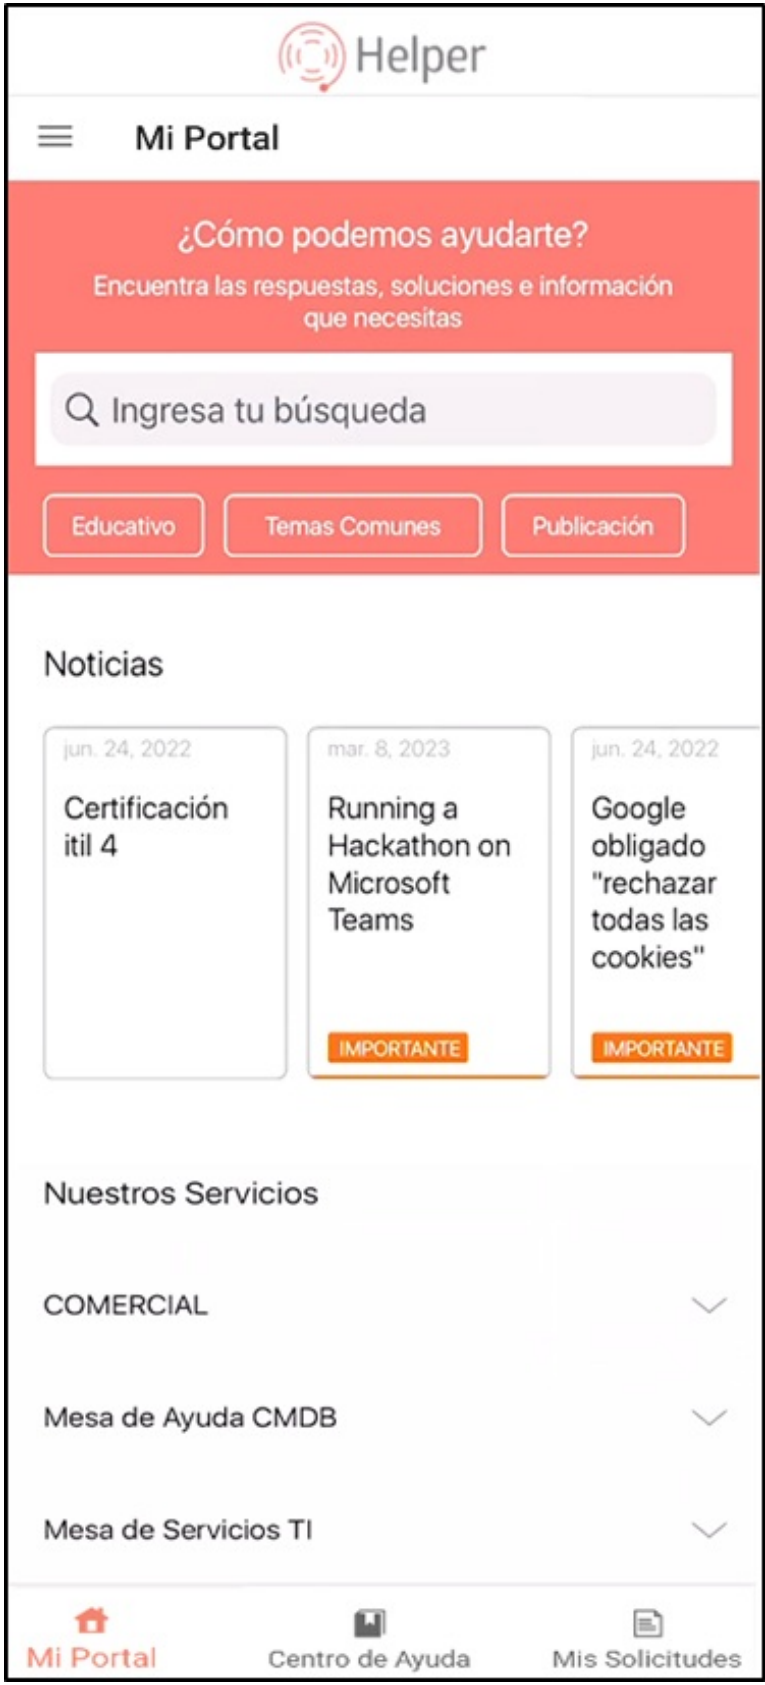 Helper
Mi Portal
¿Cómo podemos ayudarte?
Encuentra las respuestas, soluciones e información
que necesitas
Ingresa tu búsqueda
Educativo
Temas Comunes
Publicación
Noticias
jun. 24, 2022
Certificación
itil 4
mar. 8, 2023
Running a
Hackathon on
Microsoft
Teams
IMPORTANTE
jun. 24, 2022
Google
obligado
"rechazar
todas las
cookies"
IMPORTANTE
Nuestros Servicios
COMERCIAL
Mesa de Ayuda CMDB
Mesa de Servicios TI
Mi Portal
Centro de Ayuda
Mis Solicitudes